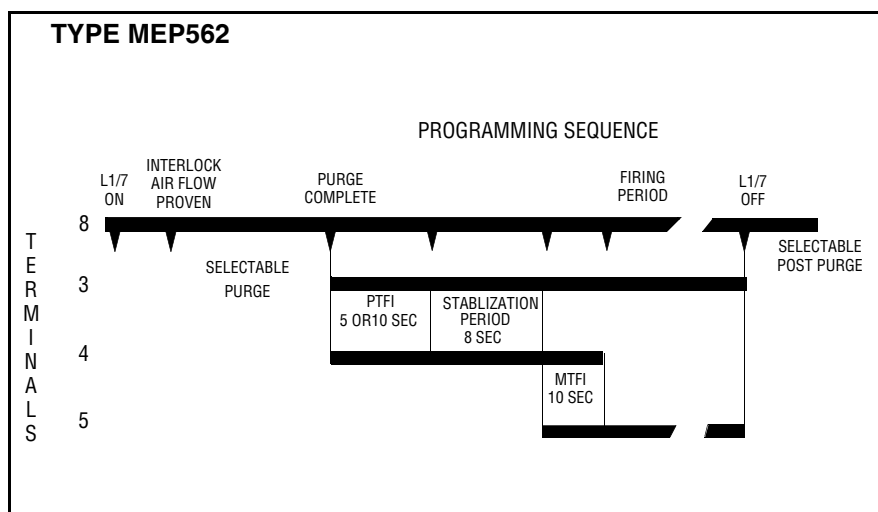 TYPE MEP562
PROGRAMMING SEQUENCE
L1/7
ON
INTERLOCK
AIR FLOW
PROVEN
PURGE
COMPLETE
FIRING
PERIOD
L1/7
OFF
TERMINALS
8
SELECTABLE
POST PURGE
SELECTABLE
PURGE
3
PTFI
5 OR10 SEC
STABLIZATION
PERIOD
8 SEC
4
MTFI
10 SEC
5